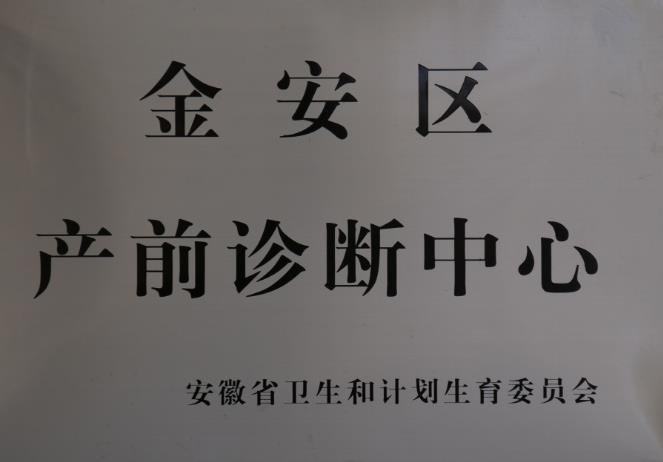 金安区
产前诊断中心
安徽省卫生和计划生育委员会